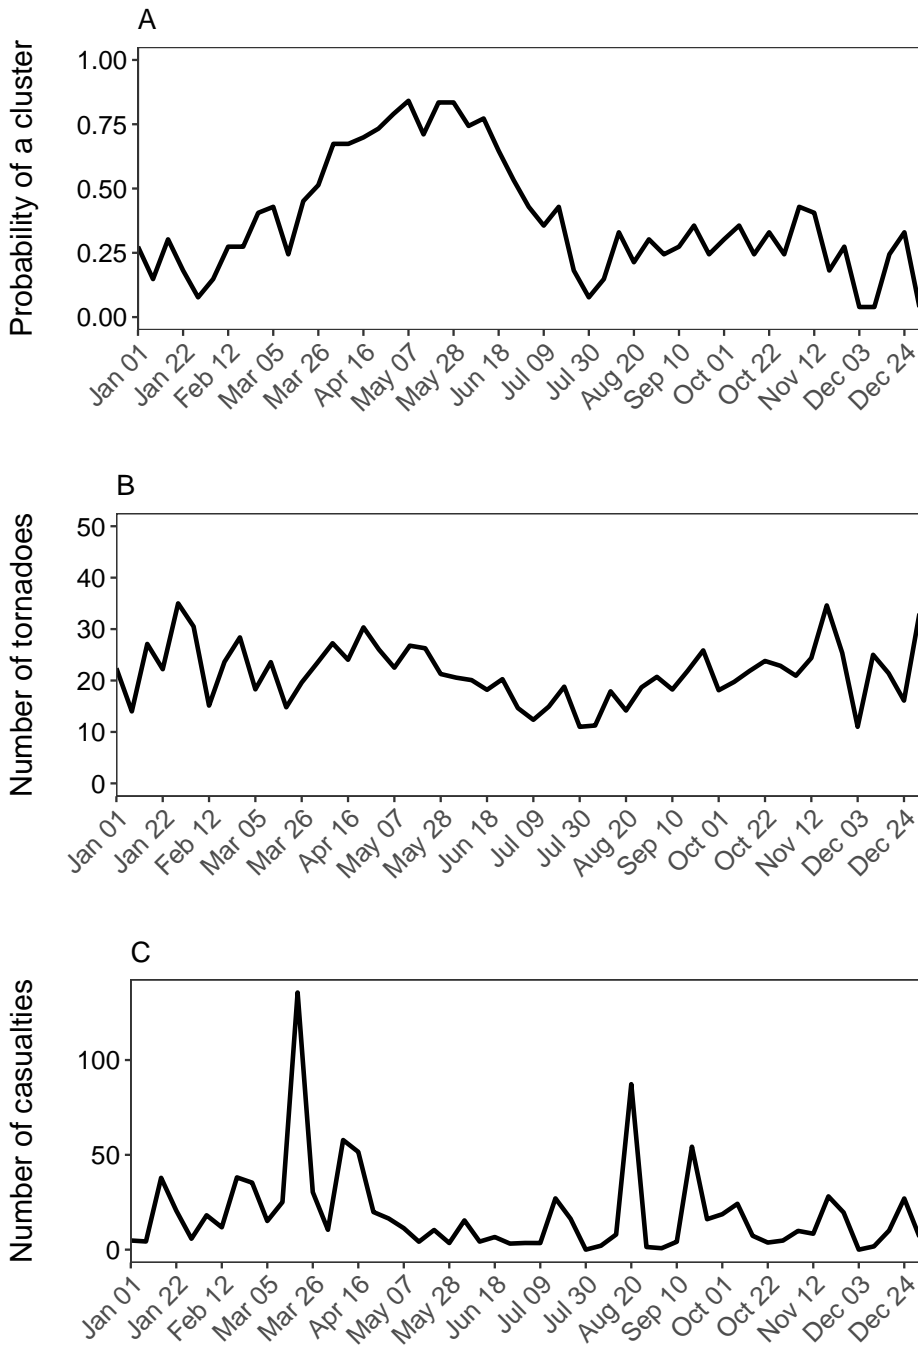 A
Probability of a cluster
1.00
0.75
0.50
0.25
0.00
Jan 01
Jan 22
Feb 12
Mar 05
Mar 26
Apr 16
May 07
May 28
Jun 18
Jul 09
Jul 30
Aug 20
Sep 10
Oct 01
Oct 22
Nov 12
Dec 03
Dec 24
B
Number of tornadoes
50
40
30
20
10
0
Jan 01
Jan 22
Feb 12
Mar 05
Mar 26
Apr 16
May 07
May 28
Jun 18
Jul 09
Jul 30
Aug 20
Sep 10
Oct 01
Oct 22
Nov 12
Dec 03
Dec 24
C
Number of casualties
100
50
0
Jan 01
Jan 22
Feb 12
Mar 05
Mar 26
Apr 16
May 07
May 28
Jun 18
Jul 09
Jul 30
Aug 20
Sep 10
Oct 01
Oct 22
Nov 12
Dec 03
Dec 24